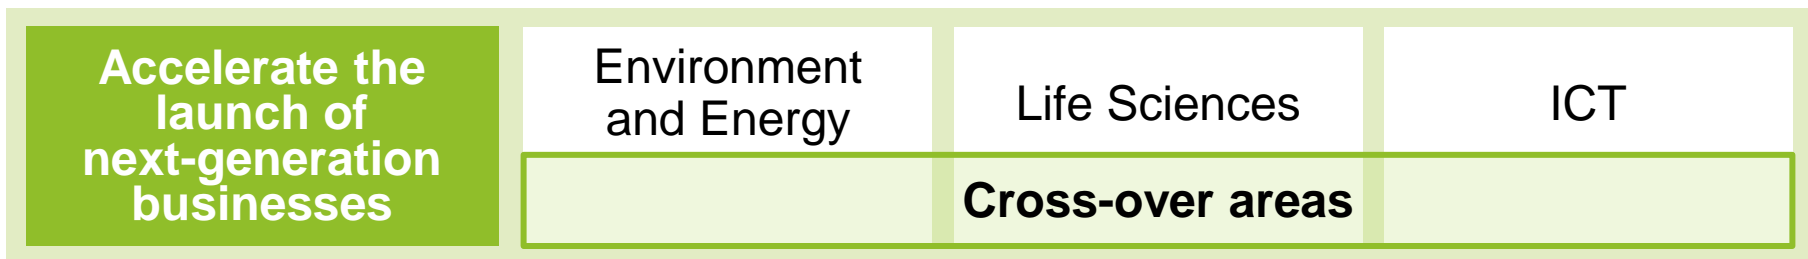 Accelerate the
launch of
next-generation
businesses
Environment
and Energy
Life Sciences
ICT
Cross-over areas